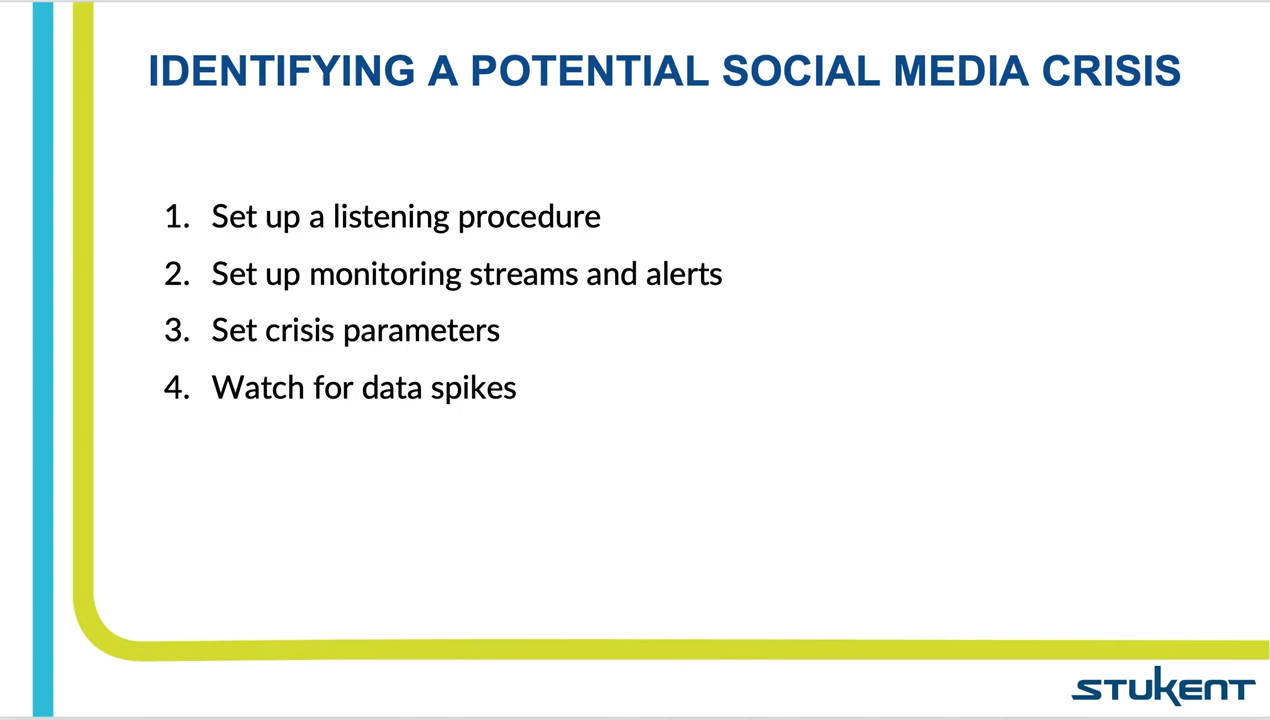 IDENTIFYING A POTENTIAL SOCIAL MEDIA CRISIS
1. Set up a listening procedure
2. Set up monitoring streams and alerts
3. Set crisis parameters
4. Watch for data spikes
STUKENT